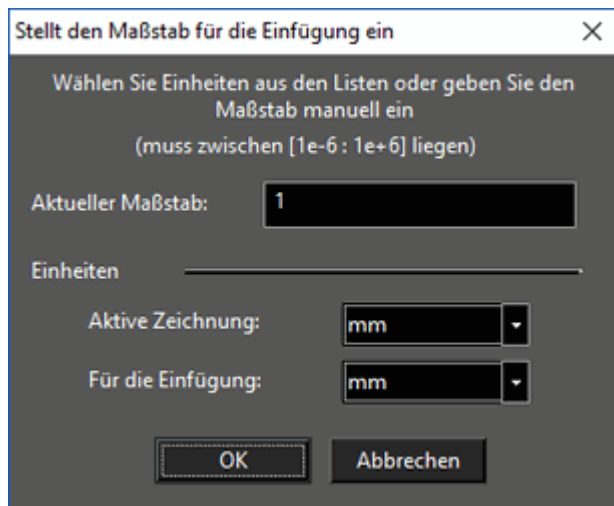 Stellt den Maßstab für die Einfügung ein
Wählen Sie Einheiten aus den Listen oder geben Sie den
Maßstab manuell ein
(muss zwischen [1e-6 : 1e+6] liegen)
Aktueller Maßstab: 1
Einheiten
Aktive Zeichnung: mm
Für die Einfügung: mm
OK Abbrechen